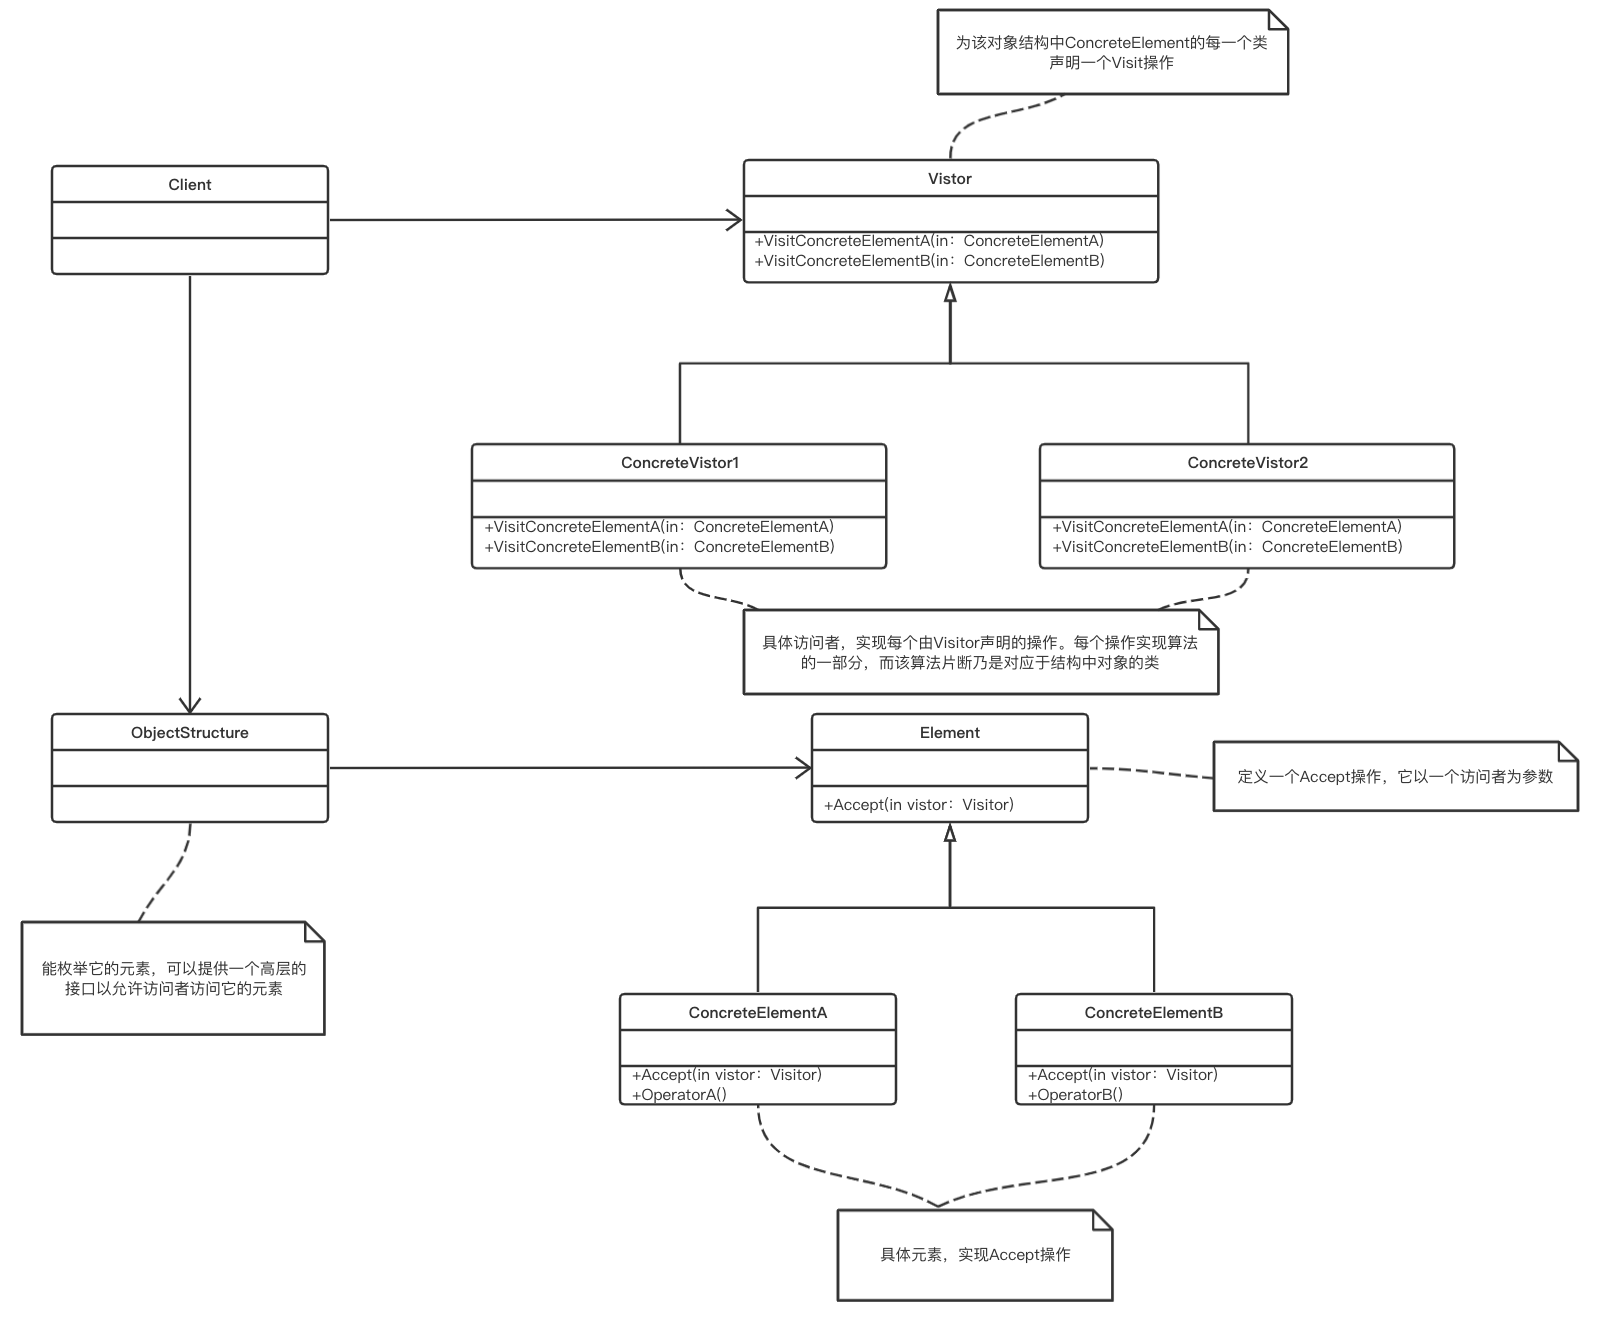 为该对象结构中ConcreteElement的每一个类
声明一个Visit操作
Client
Vistor
+VisitConcreteElementA(in：ConcreteElementA)
+VisitConcreteElementB(in：ConcreteElementB)
ConcreteVistor1
+VisitConcreteElementA(in：ConcreteElementA)
+VisitConcreteElementB(in：ConcreteElementB)
ConcreteVistor2
+VisitConcreteElementA(in：ConcreteElementA)
+VisitConcreteElementB(in：ConcreteElementB)
具体访问者，实现每个由Visitor声明的操作。每个操作实现算法
的一部分，而该算法片断乃是对应于结构中对象的类
ObjectStructure
Element
+Accept(in vistor：Visitor)
定义一个Accept操作，它以一个访问者为参数
能枚举它的元素，可以提供一个高层的
接口以允许访问者访问它的元素
ConcreteElementA
+Accept(in vistor：Visitor)
+OperatorA()
ConcreteElementB
+Accept(in vistor：Visitor)
+OperatorB()
具体元素，实现Accept操作